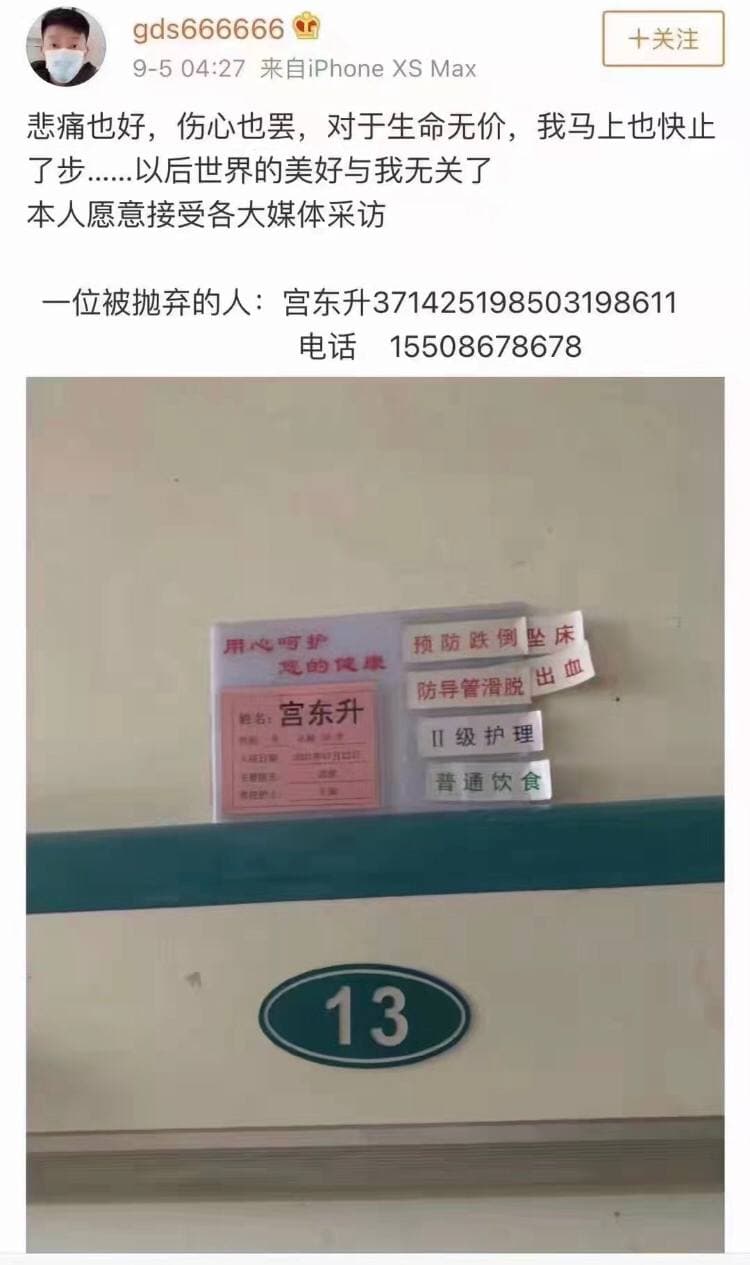 gds666666
十关注
9-5 04:27 来自iPhone XS Max
悲痛也好，伤心也罢，对于生命无价，我马上也快止
了步......以后世界的美好与我无关了
本人愿意接受各大媒体采访
一位被抛弃的人：宫东升371425198503198611
电话 15508678678
用心呵护
您的健康
姓名：宫东升
预防跌倒坠床
防导管滑脱 出血
II级护理
普通饮食
13